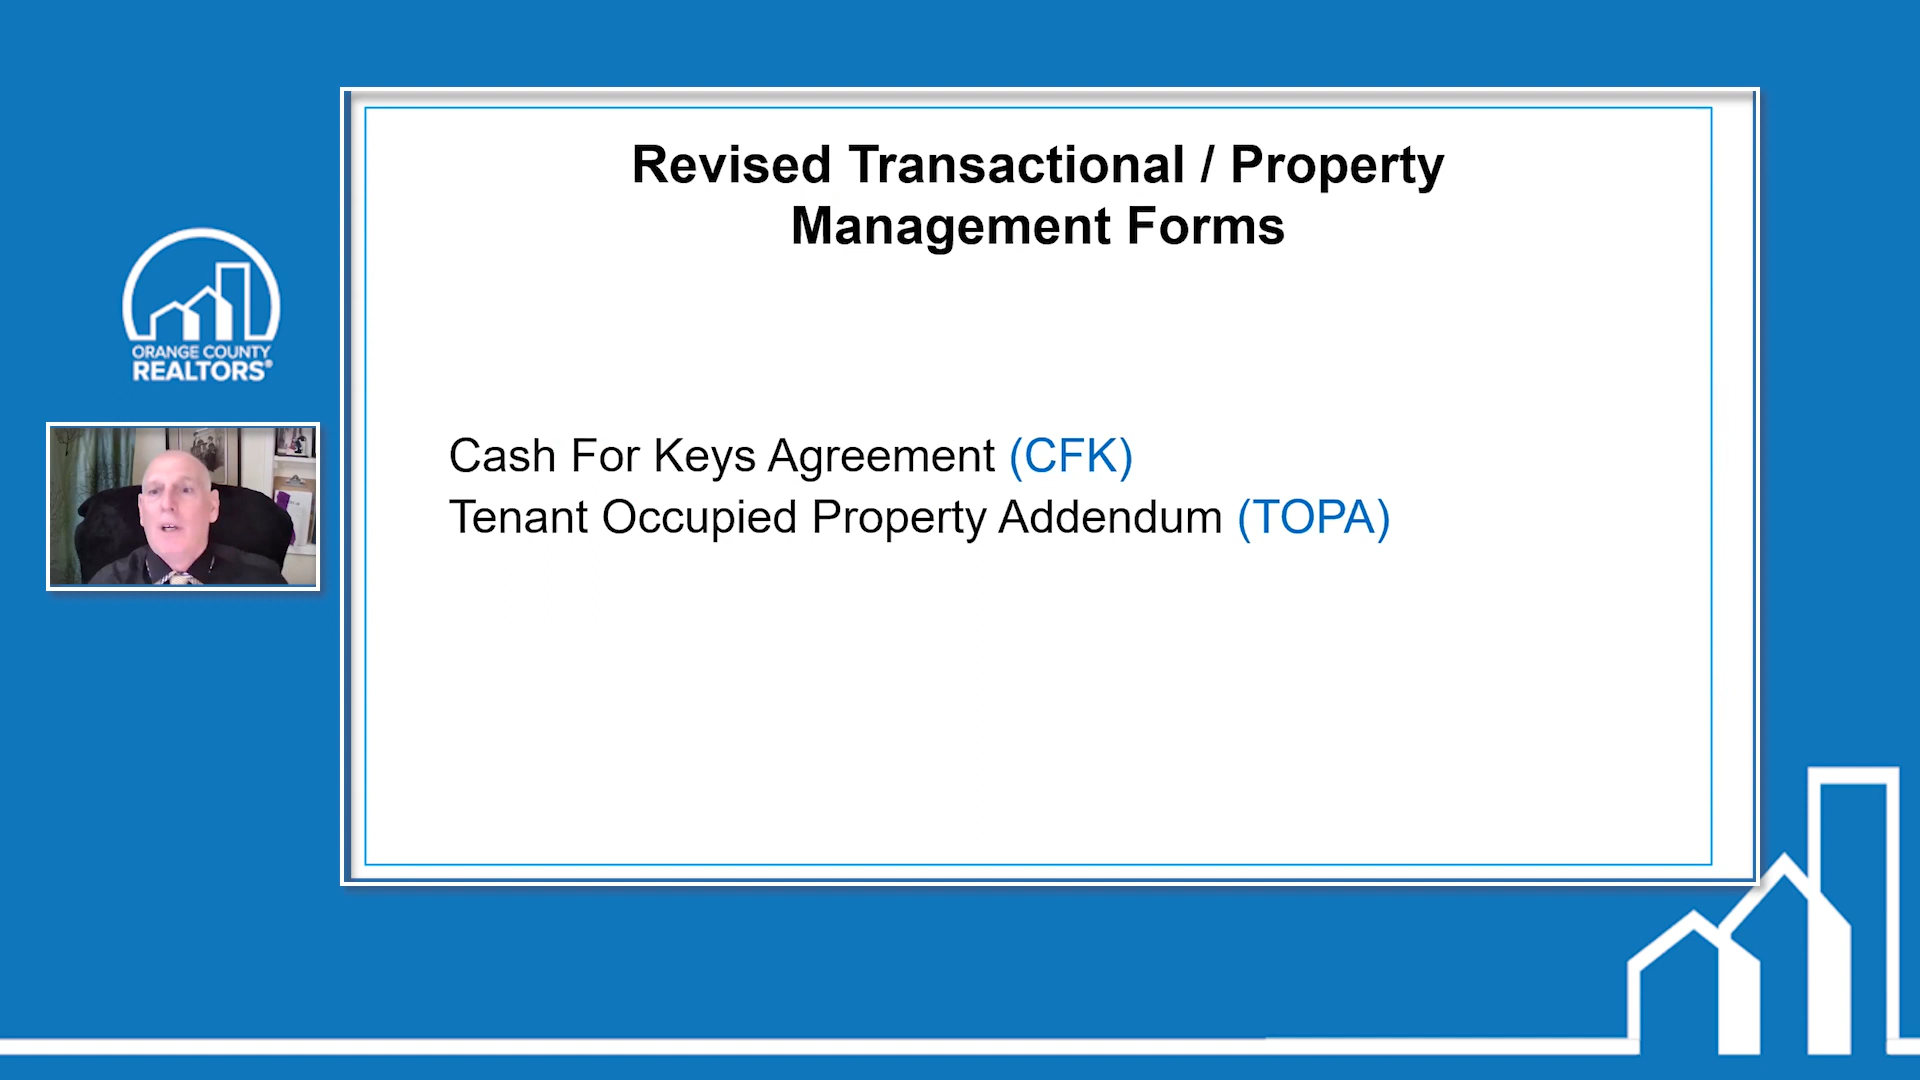 Revised Transactional / Property
Management Forms
ORANGE COUNTY
REALTORS®
Cash For Keys Agreement (CFK)
Tenant Occupied Property Addendum (TOPA)